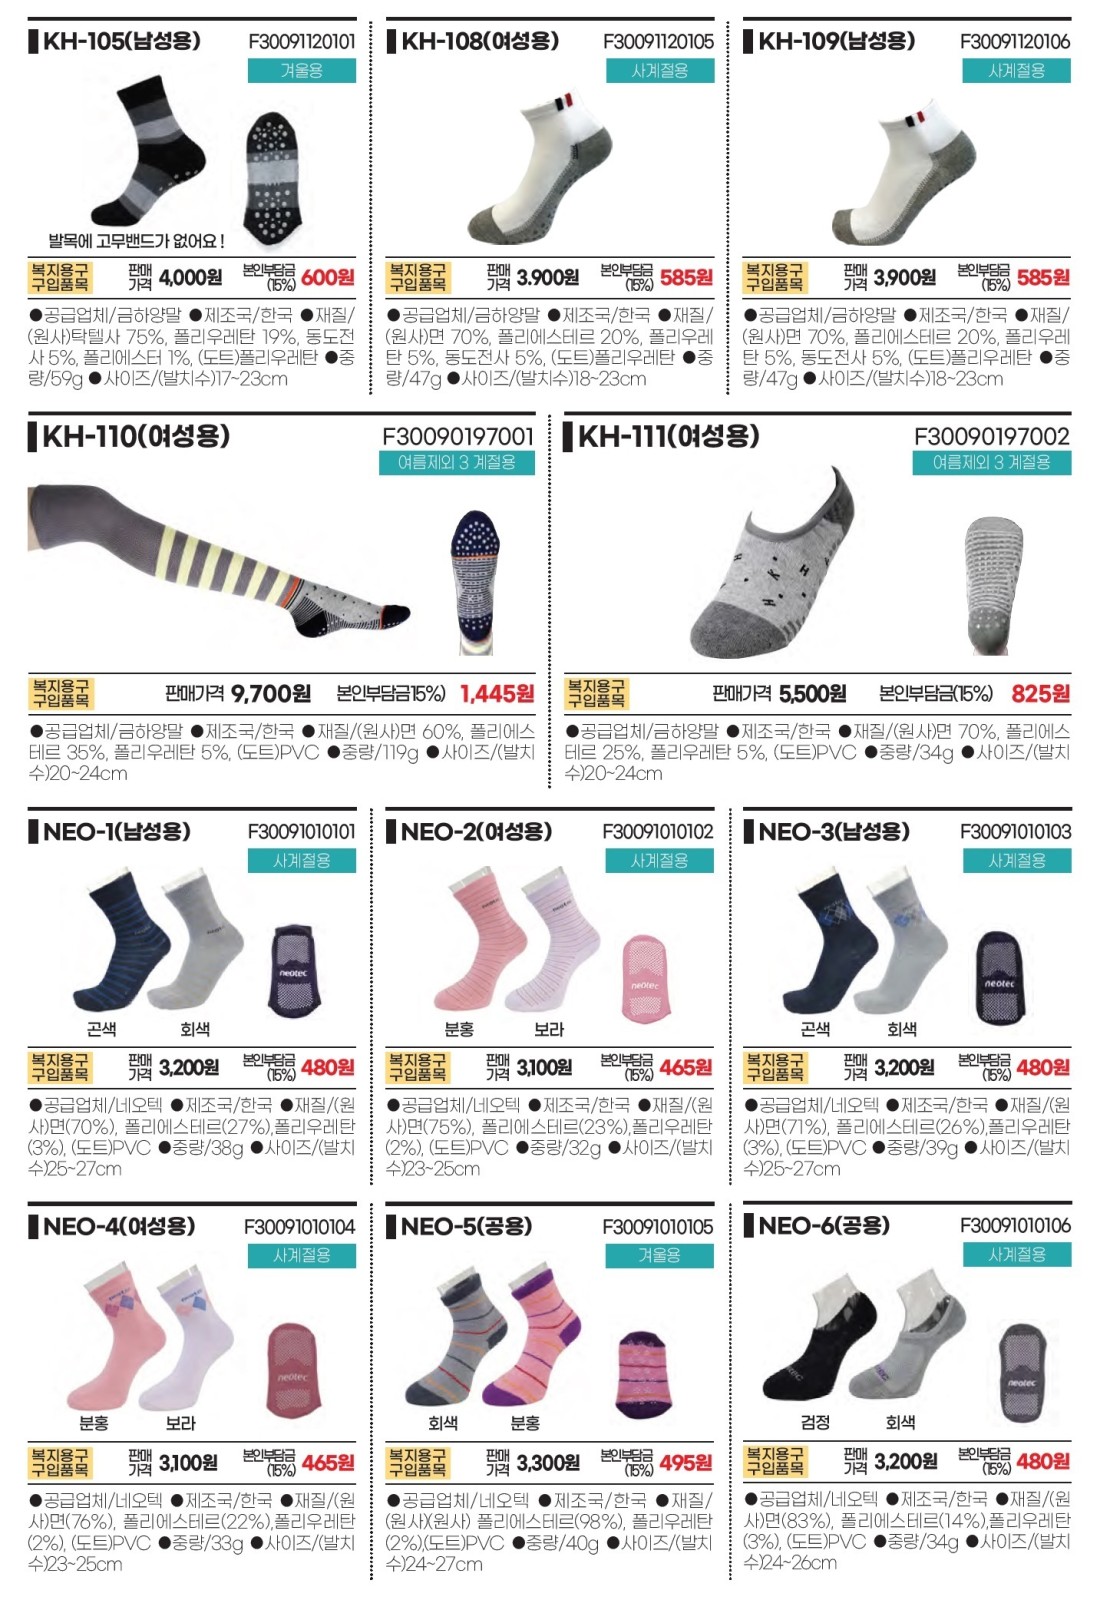 KH-105(남성용) F30091120101
겨울용
발목에 고무밴드가 없어요 !
복지용구 구입품목 판매가격 4,000원 본인부담금(15%) 600원
●공급업체/금하양말 ●제조국/한국 ●재질/
(원사)탁텔사 75%, 폴리우레탄 19%, 동도전
사 5%, 폴리에스터 1%, (도트)폴리우레탄 ●중
량/59g ●사이즈/(발치수)17~23cm
KH-108(여성용) F30091120105
사계절용
복지용구 구입품목 판매가격 3.900원 본인부담금(15%) 585원
●공급업체/금하양말 ●제조국/한국 ●재질/
(원사)면 70%, 폴리에스테르 20%, 폴리우레
탄 5%, 동도전사 5%, (도트)폴리우레탄 ●중
량/47g ●사이즈/(발치수)18~23cm
KH-109(남성용) F30091120106
사계절용
복지용구 구입품목 판매가격 3,900원 본인부담금(15%) 585원
●공급업체/금하양말 ●제조국/한국 ●재질/
(원사)면 70%, 폴리에스테르 20%, 폴리우레
탄 5%, 동도전사 5%, (도트)폴리우레탄 ●중
량/47g ●사이즈/(발치수)18~23cm
KH-110(여성용) F30090197001
여름제외 3 계절용
복지용구 구입품목 판매가격 9,700원 본인부담금15%) 1,445원
●공급업체/금하양말 ●제조국/한국 ●재질/(원사)면 60%, 폴리에스
테르 35%, 폴리우레탄 5%, (도트)PVC ●중량/119g ●사이즈/(발치
수)20~24cm
KH-111(여성용) F30090197002
여름제외 3 계절용
복지용구 구입품목 판매가격 5,500원 본인부담금(15%) 825원
●공급업체/금하양말 ●제조국/한국 ●재질/(원사)면 70%, 폴리에스
테르 25%, 폴리우레탄 5%, (도트)PVC ●중량/34g ●사이즈/(발치
수)20~24cm
NEO-1(남성용) F30091010101
사계절용
neotec
곤색 회색
복지용구 구입품목 판매가격 3,200원 본인부담금(15%) 480원
●공급업체/네오텍 ●제조국/한국 ●재질/(원
사)면(70%), 폴리에스테르(27%),폴리우레탄
(3%), (도트)PVC ●중량/38g ●사이즈/(발치
수)25~27cm
NEO-2(여성용) F30091010102
사계절용
neotec
분홍 보라
복지용구 구입품목 판매가격 3,100원 본인부담금(15%) 465원
●공급업체/네오텍 ●제조국/한국 ●재질/(원
사)면(75%), 폴리에스테르(23%),폴리우레탄
(2%), (도트)PVC ●중량/32g ●사이즈/(발치
수)23~25cm
NEO-3(남성용) F30091010103
사계절용
neotec
곤색 회색
복지용구 구입품목 판매가격 3,200원 본인부담금(15%) 480원
●공급업체/네오텍 ●제조국/한국 ●재질/(원
사)면(71%), 폴리에스테르(26%),폴리우레탄
(3%), (도트)PVC ●중량/39g ●사이즈/(발치
수)25~27cm
NEO-4(여성용) F30091010104
사계절용
neotec
분홍 보라
복지용구 구입품목 판매가격 3,100원 본인부담금(15%) 465원
●공급업체/네오텍 ●제조국/한국 ●재질/(원
사)면(76%), 폴리에스테르(22%),폴리우레탄
(2%), (도트)PVC ●중량/33g ●사이즈/(발치
수)23~25cm
NEO-5(공용) F30091010105
겨울용
회색 분홍
복지용구 구입품목 판매가격 3,300원 본인부담금(15%) 495원
●공급업체/네오텍 ●제조국/한국 ●재질/
(원사)(원사) 폴리에스테르(98%), 폴리우레탄
(2%),(도트)PVC ●중량/40g ●사이즈/(발치
수)24~27cm
NEO-6(공용) F30091010106
사계절용
neotec
검정 회색
복지용구 구입품목 판매가격 3,200원 본인부담금(15%) 480원
●공급업체/네오텍 ●제조국/한국 ●재질/(원
사)면(83%), 폴리에스테르(14%),폴리우레탄
(3%), (도트)PVC ●중량/34g ●사이즈/(발치
수)24~26cm